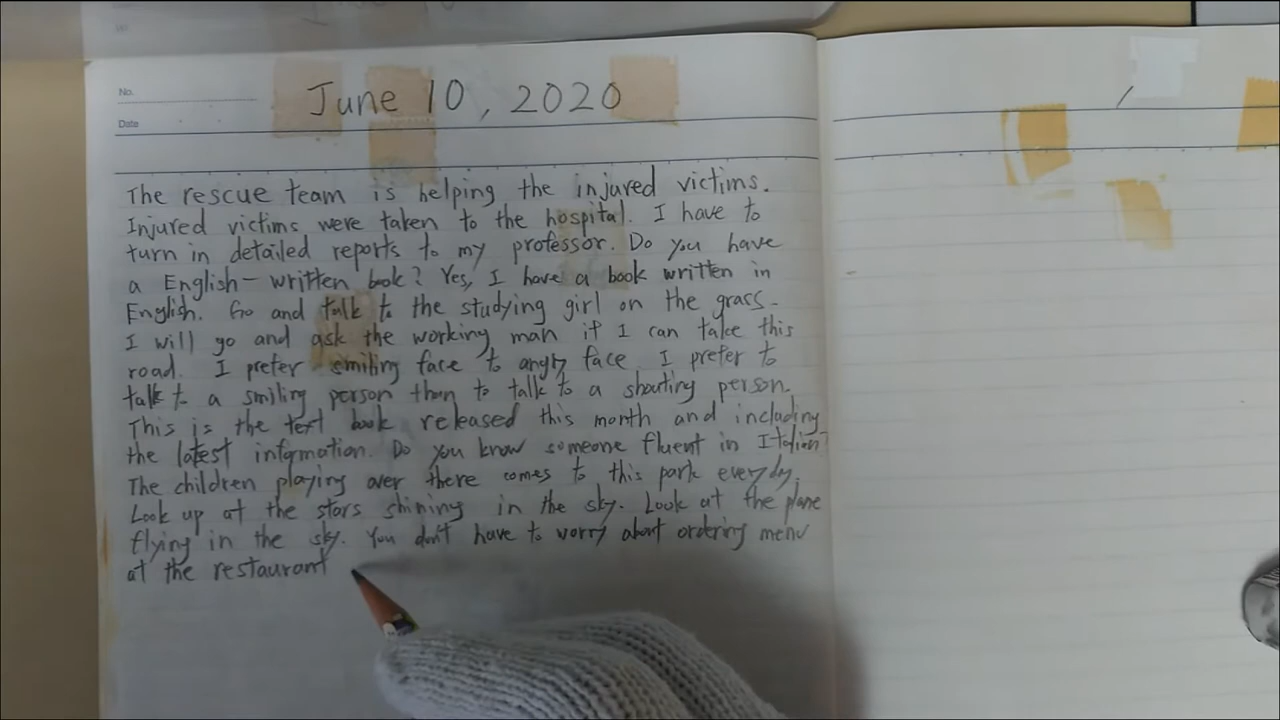 No.
Date
June 10, 2020
The rescue team is helping the injured victims.
Injured victims were taken to the hospital. I have to
turn in detailed reports to my professor. Do you have
a English-written book? Yes, I have a book written in
English. Go and talk to the studying girl on the grass.
I will go and ask the working man if I can take this
road. I prefer smiling face to angry face I prefer to
talk to a smiling person than to talk to a shouting person.
This is the text book released this month and including
the latest information. Do you know someone fluent in Italian?
The children playing over there comes to this park everyday.
Look up at the stars shining in the sky. Look at the plane
flying in the sky. You don't have to worry about ordering menu
at the restaurant